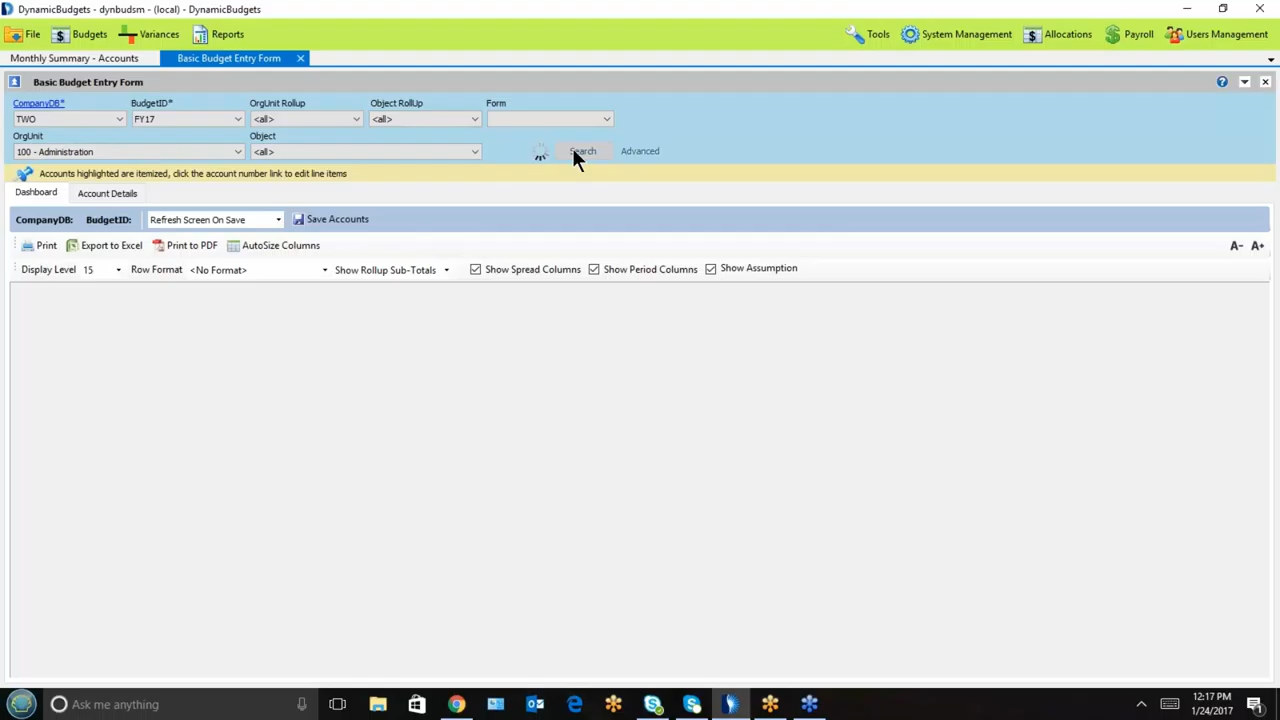 DynamicBudgets - dynbudsm - (local) - DynamicBudgets
File Budgets Variances Reports Tools System Management Allocations Payroll Users Management
Monthly Summary - Accounts Basic Budget Entry Form
Basic Budget Entry Form
CompanyDB* BudgetID* OrgUnit Rollup Object RollUp Form
TWO FY17 <all> <all>
OrgUnit Object
100 - Administration <all> Search Advanced
Accounts highlighted are itemized, click the account number link to edit line items
Dashboard Account Details
CompanyDB: BudgetID: Refresh Screen On Save Save Accounts
Print Export to Excel Print to PDF AutoSize Columns A- A+
Display Level 15 Row Format <No Format> Show Rollup Sub-Totals Show Spread Columns Show Period Columns Show Assumption
Ask me anything
12:17 PM
1/24/2017